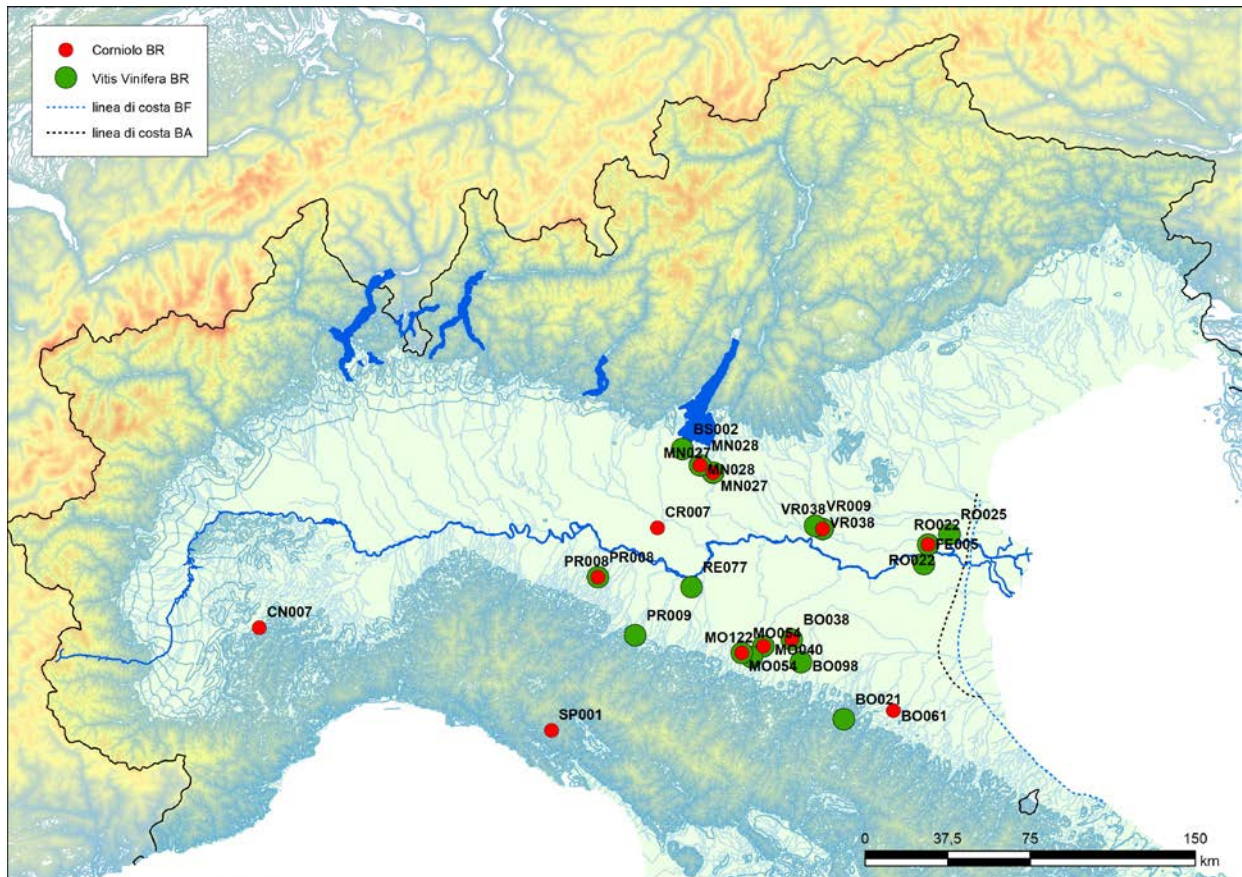 Corniolo BR
Vitis Vinifera BR
linea di costa BF
linea di costa BA
BS002
MN028
MN027
MN028
MN027
CR007
VR009
VR038
VR038
RO025
RO022
FE005
RO022
PR008
PR008
RE077
CN007
PR009
BO038
MO122
MO054
MO040
MO054
BO098
BO021
BO061
SP001
0 37,5 75 150
km